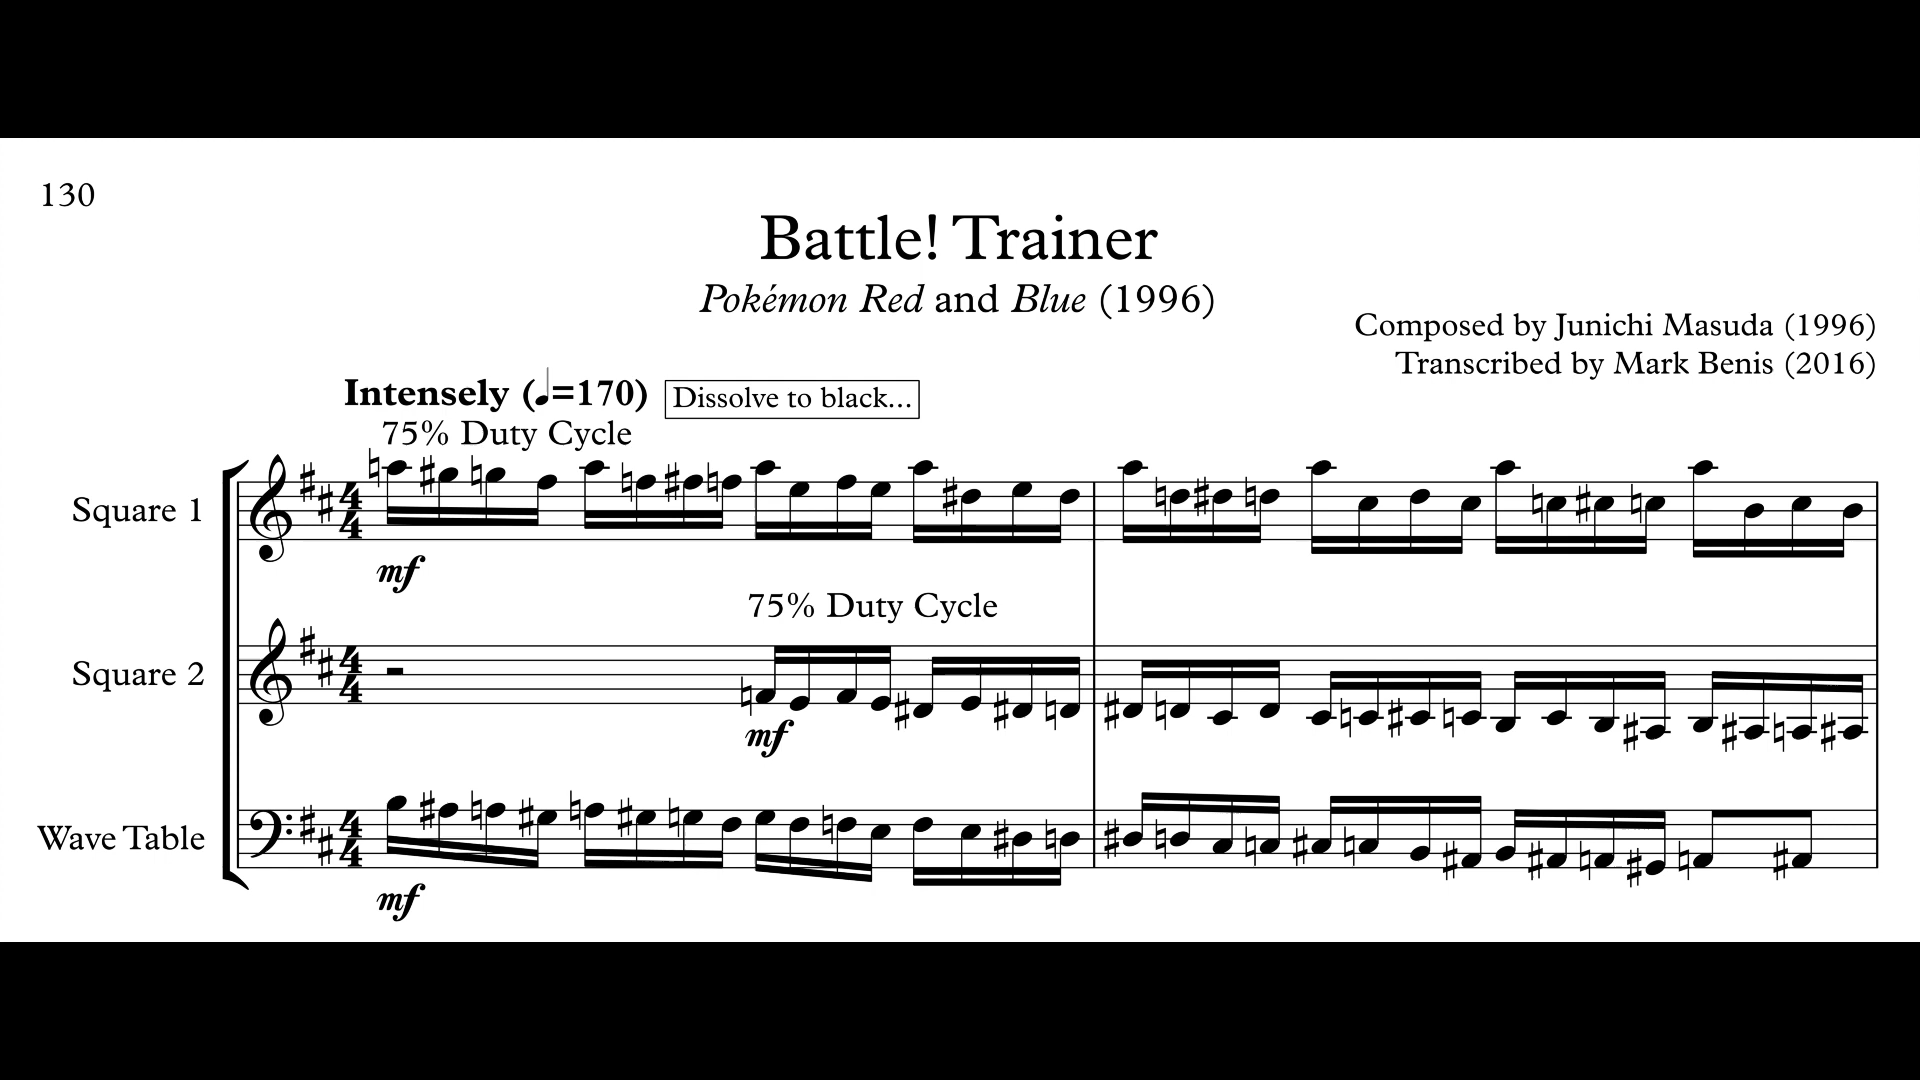 130
Battle! Trainer
Pokémon Red and Blue (1996)
Composed by Junichi Masuda (1996)
Transcribed by Mark Benis (2016)
Intensely (♩=170) Dissolve to black...
75% Duty Cycle
Square 1
mf
75% Duty Cycle
Square 2
mf
Wave Table
mf